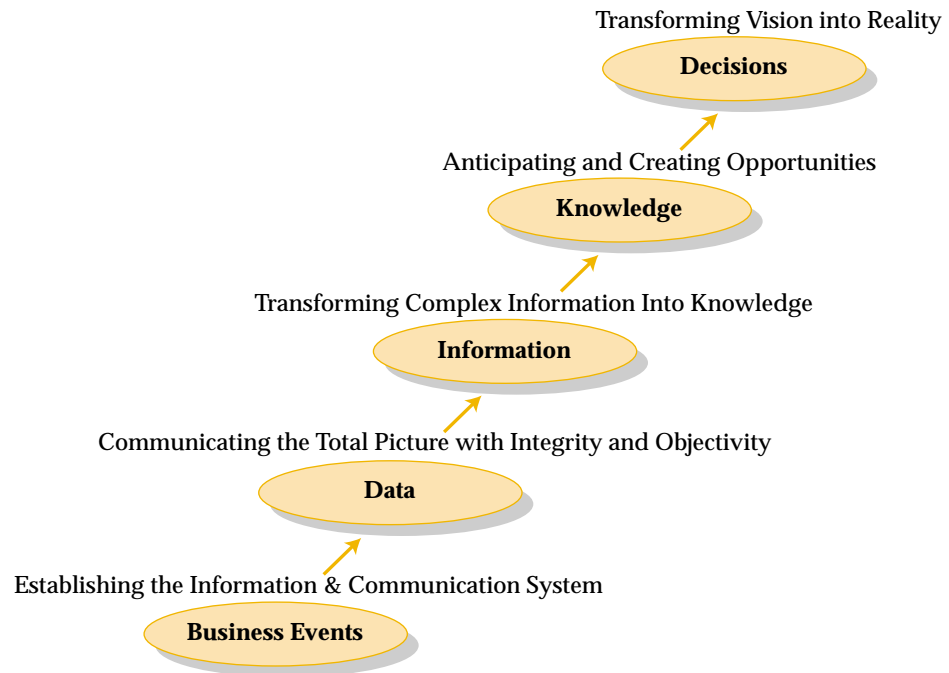 Transforming Vision into Reality
Decisions
Anticipating and Creating Opportunities
Knowledge
Transforming Complex Information Into Knowledge
Information
Communicating the Total Picture with Integrity and Objectivity
Data
Establishing the Information & Communication System
Business Events